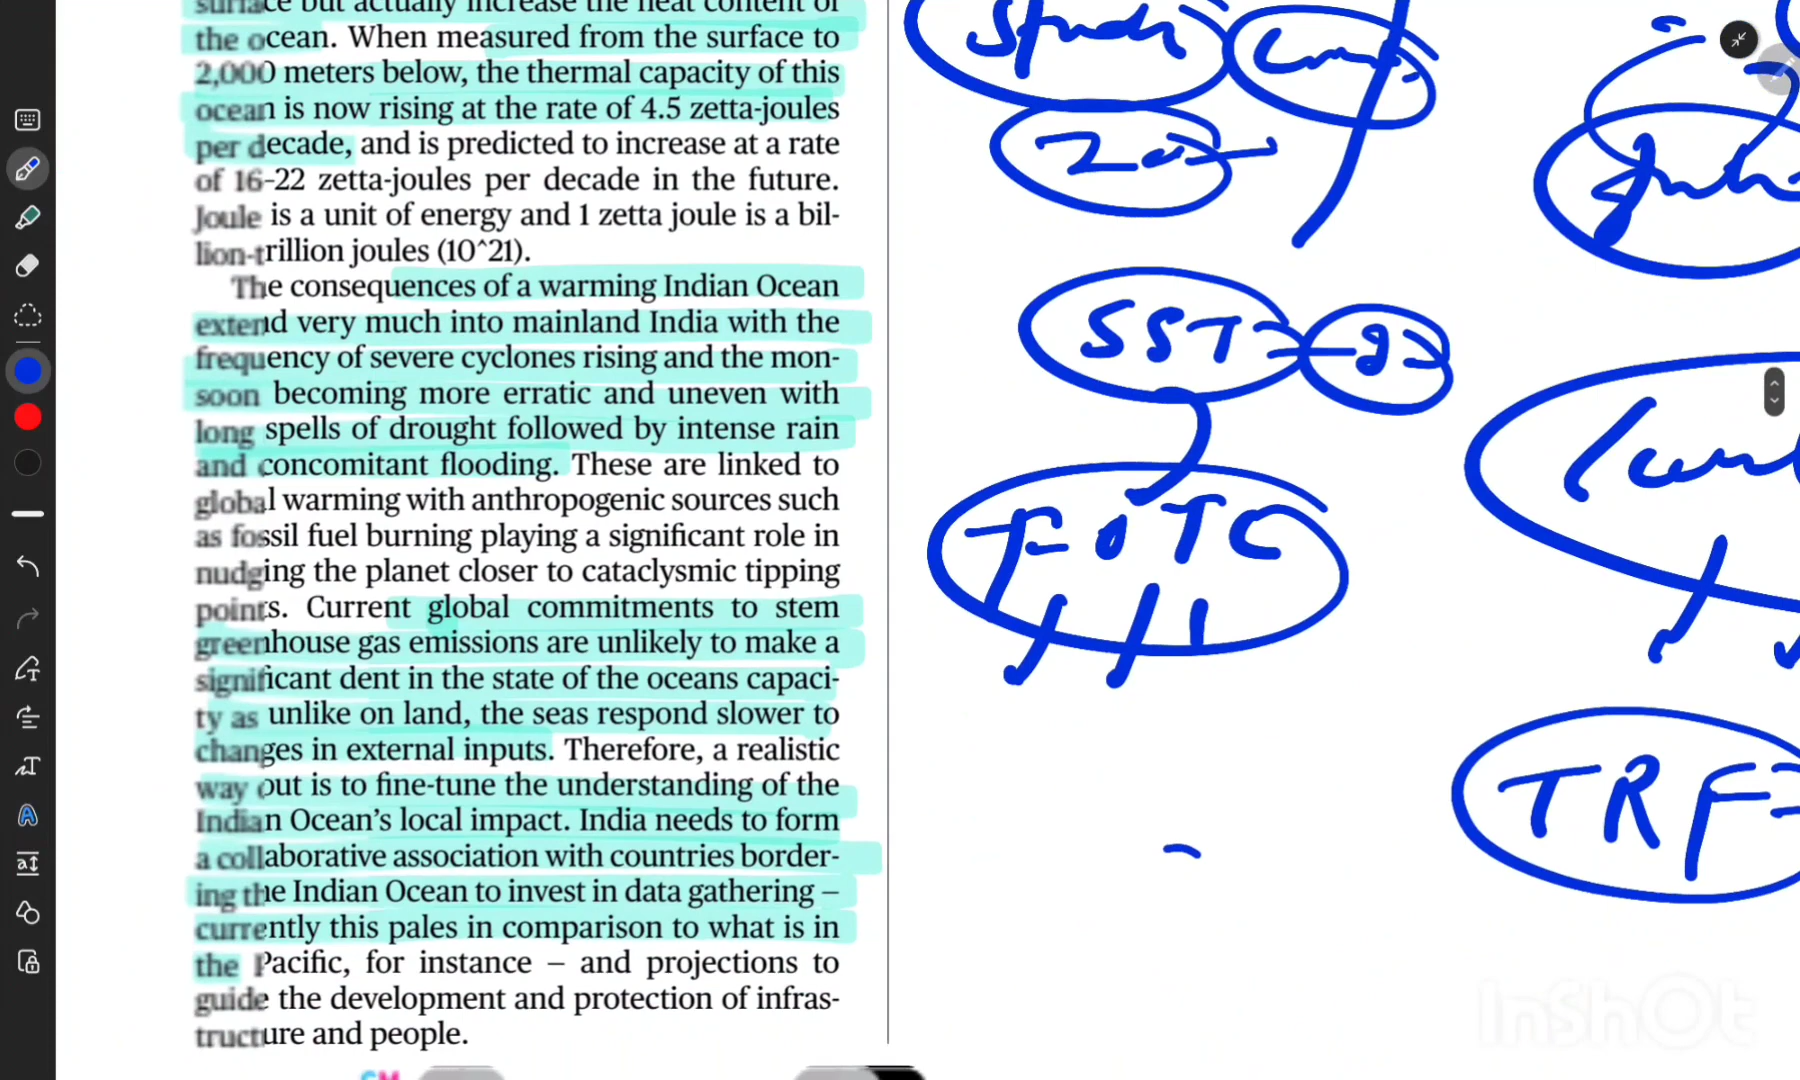 surface but actually increase the heat content of
the ocean. When measured from the surface to
2,000 meters below, the thermal capacity of this
ocean is now rising at the rate of 4.5 zetta-joules
per decade, and is predicted to increase at a rate
of 16-22 zetta-joules per decade in the future.
Joule is a unit of energy and 1 zetta joule is a bil-
lion-trillion joules (10^21).
The consequences of a warming Indian Ocean
extend very much into mainland India with the
frequency of severe cyclones rising and the mon-
soon becoming more erratic and uneven with
long spells of drought followed by intense rain
and concomitant flooding. These are linked to
global warming with anthropogenic sources such
as fossil fuel burning playing a significant role in
nudging the planet closer to cataclysmic tipping
points. Current global commitments to stem
greenhouse gas emissions are unlikely to make a
significant dent in the state of the oceans capaci-
ty as unlike on land, the seas respond slower to
changes in external inputs. Therefore, a realistic
way out is to fine-tune the understanding of the
Indian Ocean's local impact. India needs to form
a collaborative association with countries border-
ing the Indian Ocean to invest in data gathering –
currently this pales in comparison to what is in
the Pacific, for instance – and projections to
guide the development and protection of infras-
tructure and people.
SST
TRF
InShOt